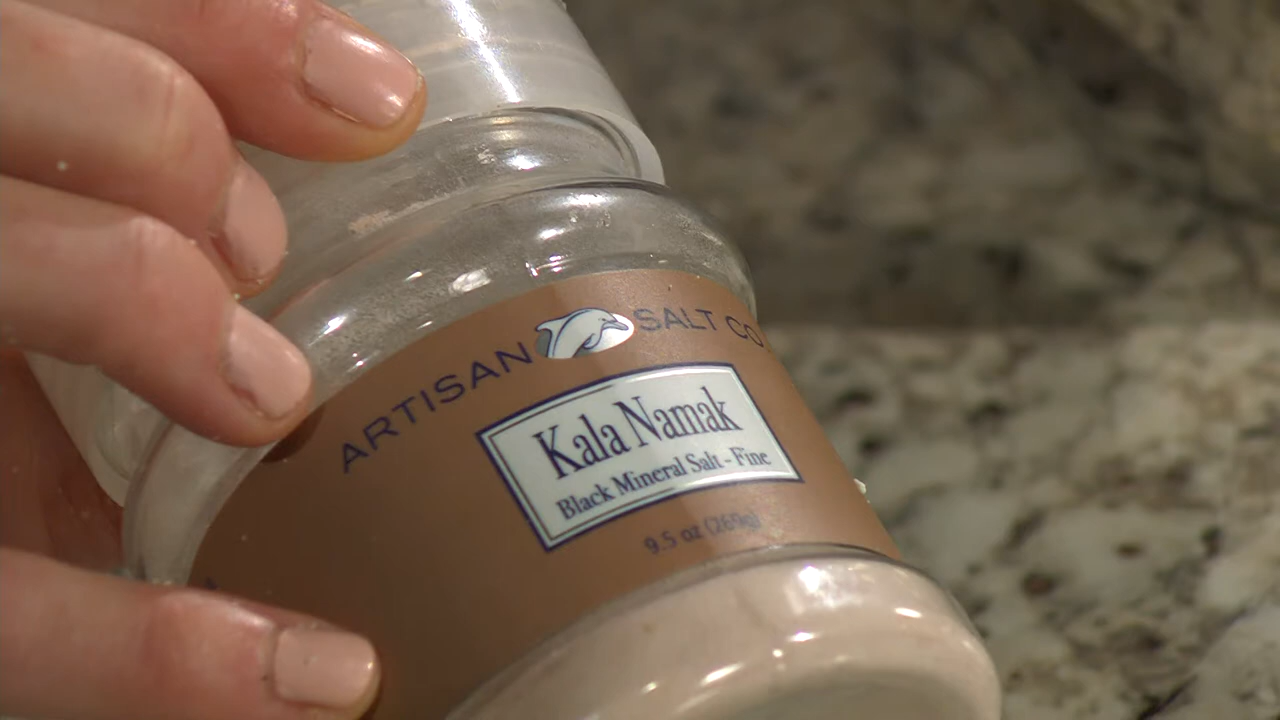 ARTISAN SALT CO.
Kala Namak
Black Mineral Salt - Fine
9.5 oz (269g)